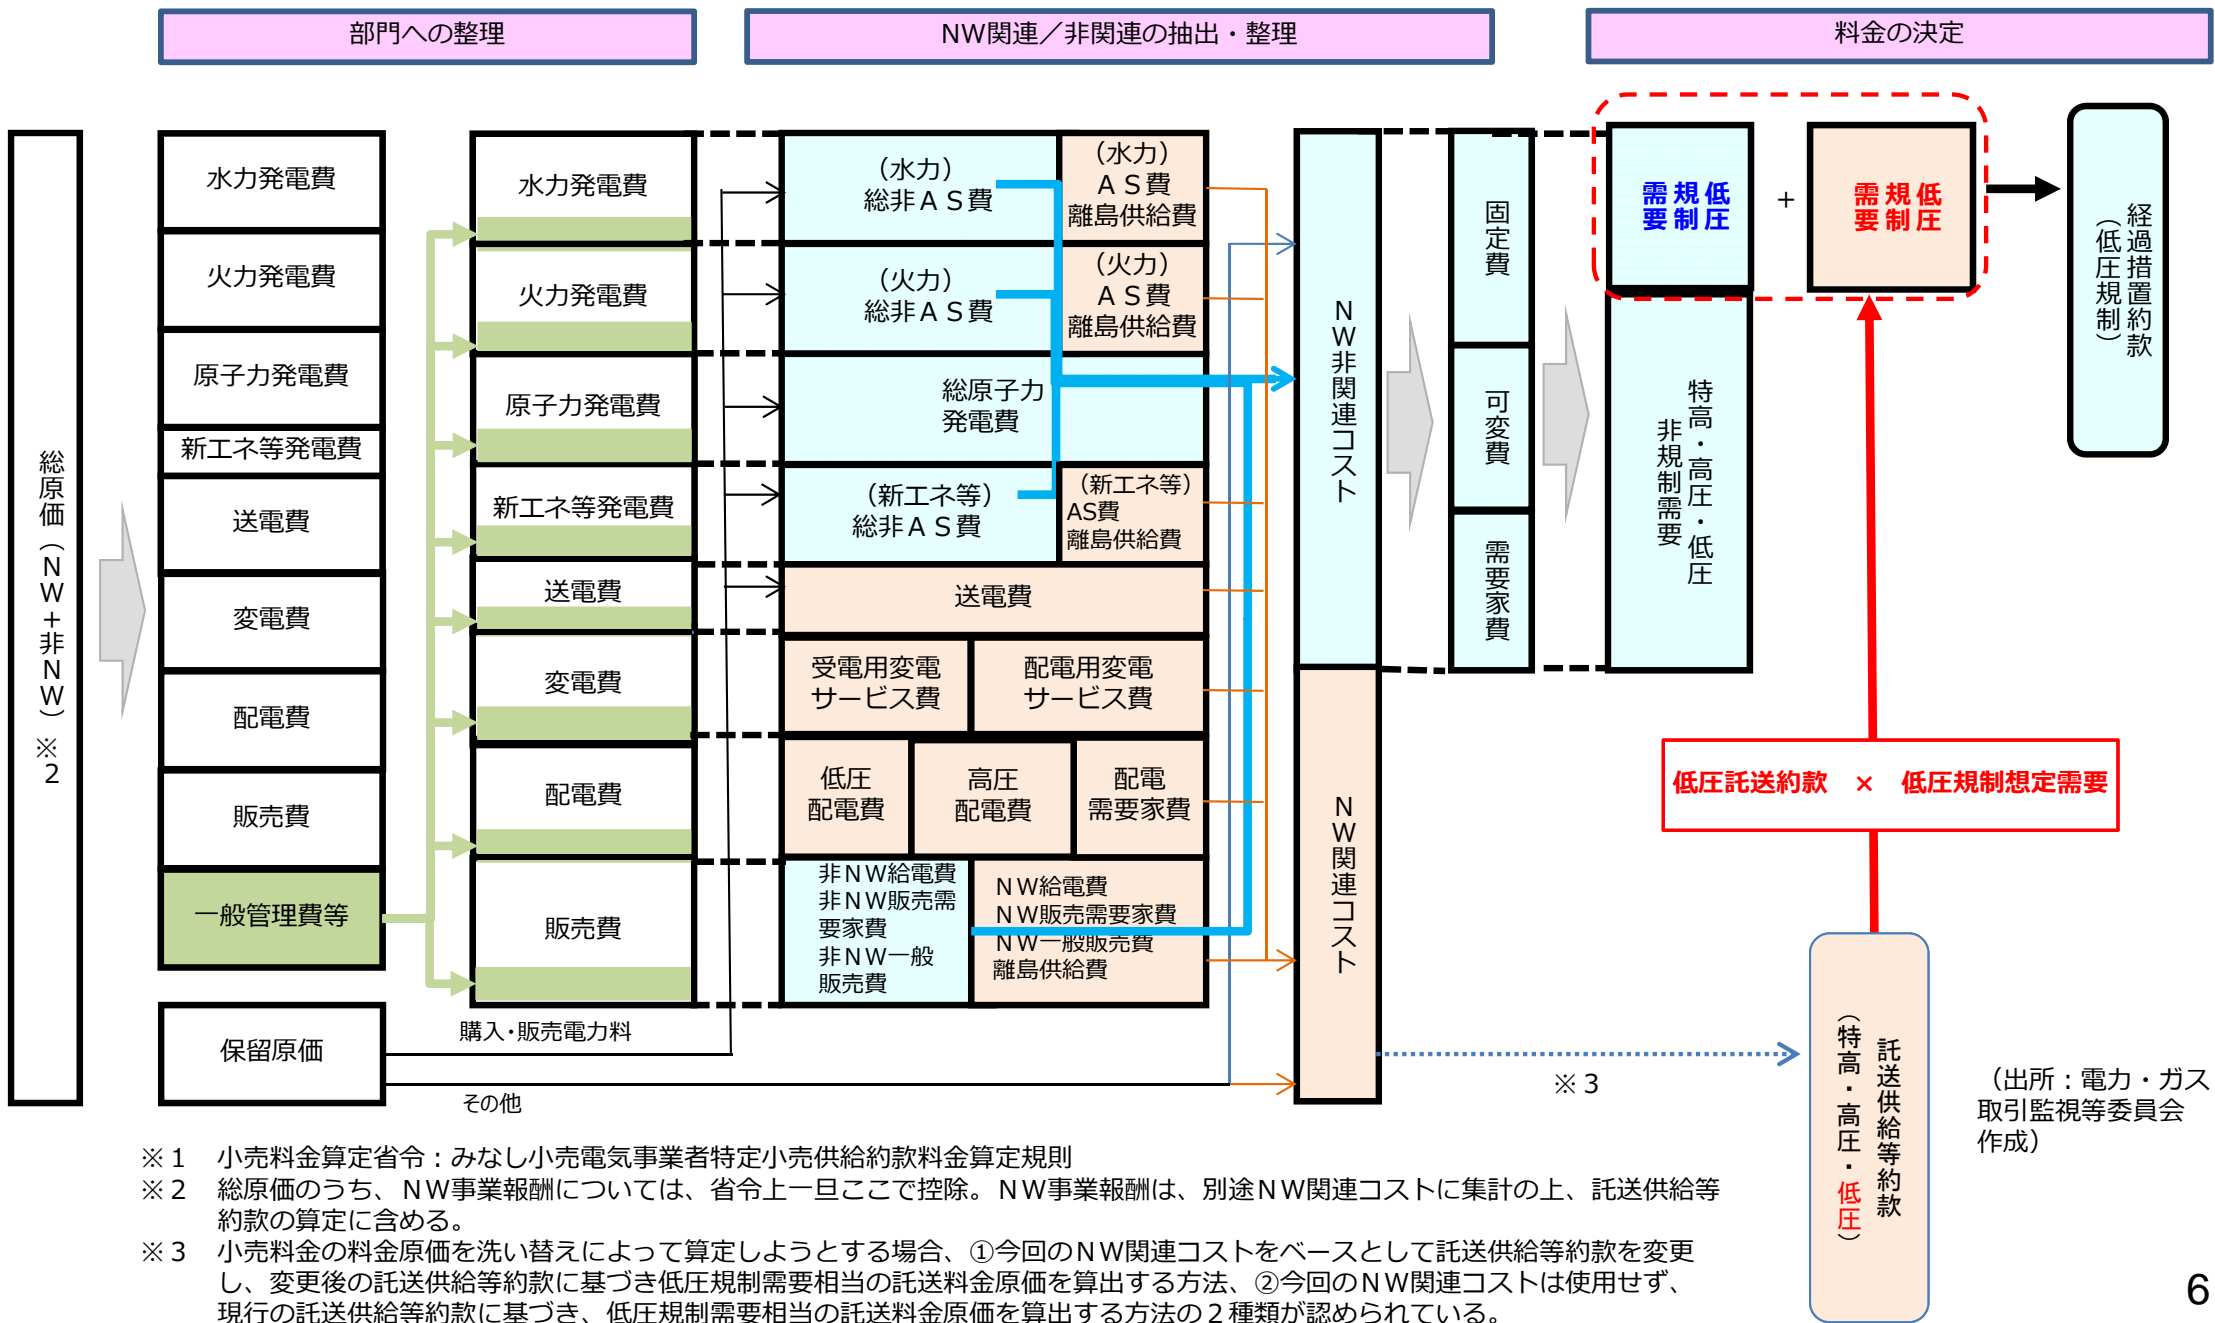 部門への整理
NW関連／非関連の抽出・整理
料金の決定
総原価（ＮＷ＋非ＮＷ）※２
水力発電費
火力発電費
原子力発電費
新エネ等発電費
送電費
変電費
配電費
販売費
一般管理費等
保留原価
水力発電費
火力発電費
原子力発電費
新エネ等発電費
送電費
変電費
配電費
販売費
購入・販売電力料
その他
（水力）
総非ＡＳ費
（水力）
ＡＳ費
離島供給費
（火力）
総非ＡＳ費
（火力）
ＡＳ費
離島供給費
総原子力
発電費
（新エネ等）
総非ＡＳ費
（新エネ等）
AS費
離島供給費
送電費
受電用変電
サービス費
配電用変電
サービス費
低圧
配電費
高圧
配電費
配電
需要家費
非ＮＷ給電費
非ＮＷ販売需
要家費
非ＮＷ一般
販売費
ＮＷ給電費
ＮＷ販売需要家費
ＮＷ一般販売費
離島供給費
ＮＷ非関連コスト
ＮＷ関連コスト
固定費
可変費
需要家費
低圧
規制
需要
+
低圧
規制
需要
特高・高圧・低圧
非規制需要
経過措置約款
（低圧規制）
低圧託送約款　×　低圧規制想定需要
託送供給等約款
（特高・高圧・低圧）
※３
（出所：電力・ガス
取引監視等委員会
作成）
※１　小売料金算定省令：みなし小売電気事業者特定小売供給約款料金算定規則
※２　総原価のうち、ＮＷ事業報酬については、省令上一旦ここで控除。ＮＷ事業報酬は、別途ＮＷ関連コストに集計の上、託送供給等
約款の算定に含める。
※３　小売料金の料金原価を洗い替えによって算定しようとする場合、①今回のＮＷ関連コストをベースとして託送供給等約款を変更
し、変更後の託送供給等約款に基づき低圧規制需要相当の託送料金原価を算出する方法、②今回のＮＷ関連コストは使用せず、
現行の託送供給等約款に基づき、低圧規制需要相当の託送料金原価を算出する方法の２種類が認められている。
6